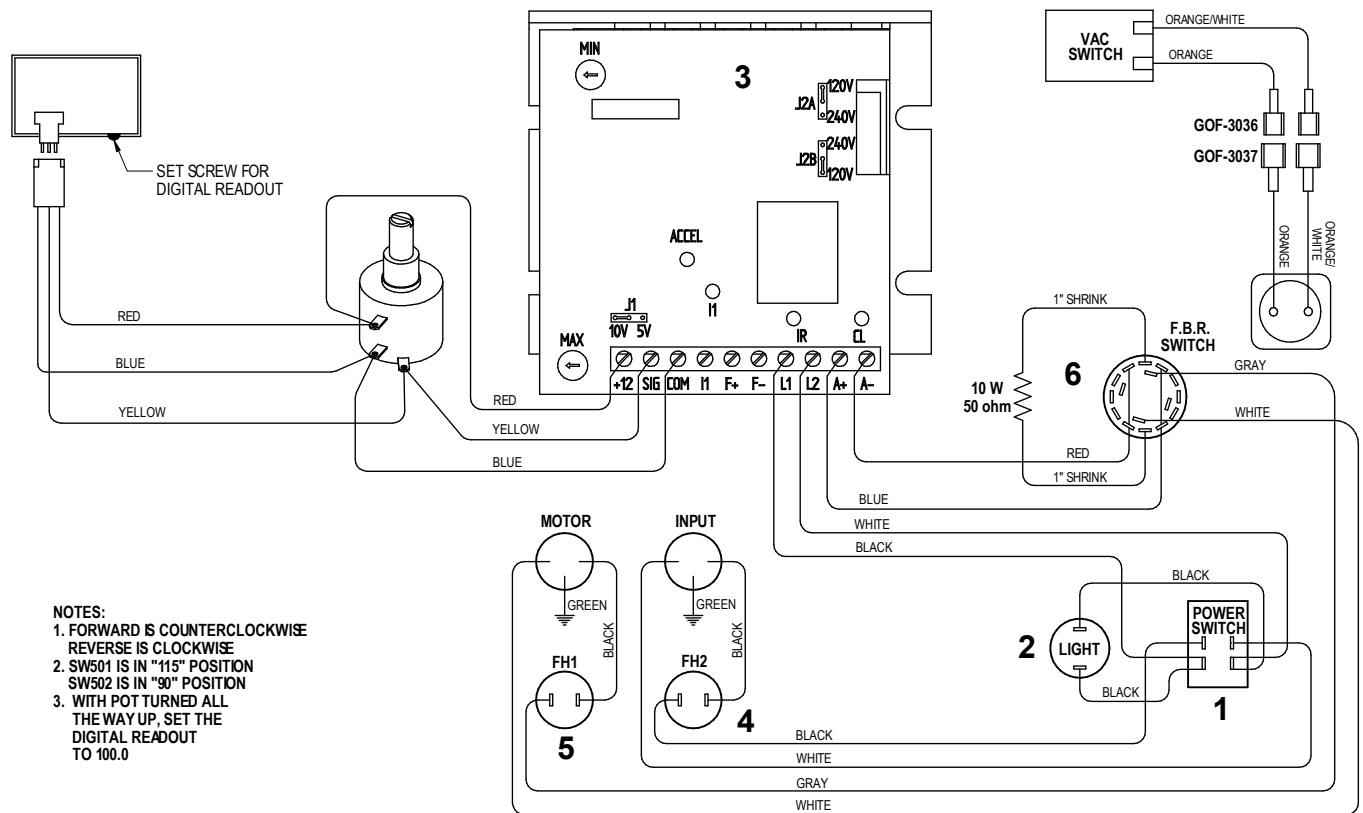 SET SCREW FOR
DIGITAL READOUT
RED
BLUE
YELLOW
MIN
3
120V
J2A
240V
240V
J2B
120V
ACCEL
I1
J1
10V 5V
MAX
IR
CL
+12 SIG COM I1 F+ F- L1 L2 A+ A-
RED
YELLOW
BLUE
VAC
SWITCH
ORANGE/WHITE
ORANGE
GOF-3036
GOF-3037
ORANGE
ORANGE/
WHITE
1" SHRINK
F.B.R.
SWITCH
GRAY
6
10 W
50 ohm
WHITE
RED
1" SHRINK
BLUE
WHITE
BLACK
MOTOR
INPUT
GREEN
BLACK
GREEN
BLACK
FH1
FH2
5
4
BLACK
POWER
SWITCH
2
LIGHT
BLACK
1
BLACK
WHITE
GRAY
WHITE
NOTES:
1. FORWARD IS COUNTERCLOCKWISE
REVERSE IS CLOCKWISE
2. SW501 IS IN "115" POSITION
SW502 IS IN "90" POSITION
3. WITH POT TURNED ALL
THE WAY UP, SET THE
DIGITAL READOUT
TO 100.0